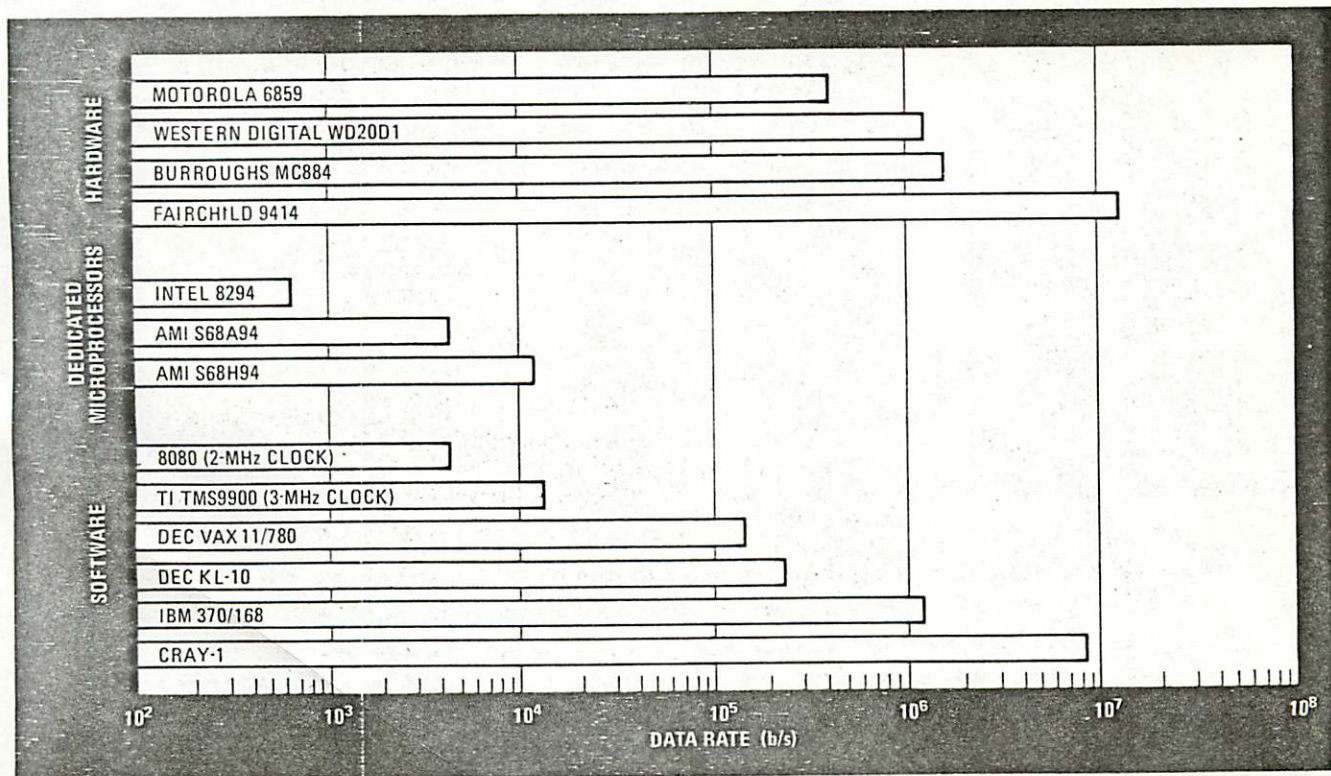 HARDWARE
MOTOROLA 6859
WESTERN DIGITAL WD20D1
BURROUGHS MC884
FAIRCHILD 9414
DEDICATED
MICROPROCESSORS
INTEL 8294
AMI S68A94
AMI S68H94
SOFTWARE
8080 (2-MHz CLOCK)
TI TMS9900 (3-MHz CLOCK)
DEC VAX 11/780
DEC KL-10
IBM 370/168
CRAY-1
10² 10³ 10⁴ 10⁵ 10⁶ 10⁷ 10⁸
DATA RATE (b/s)